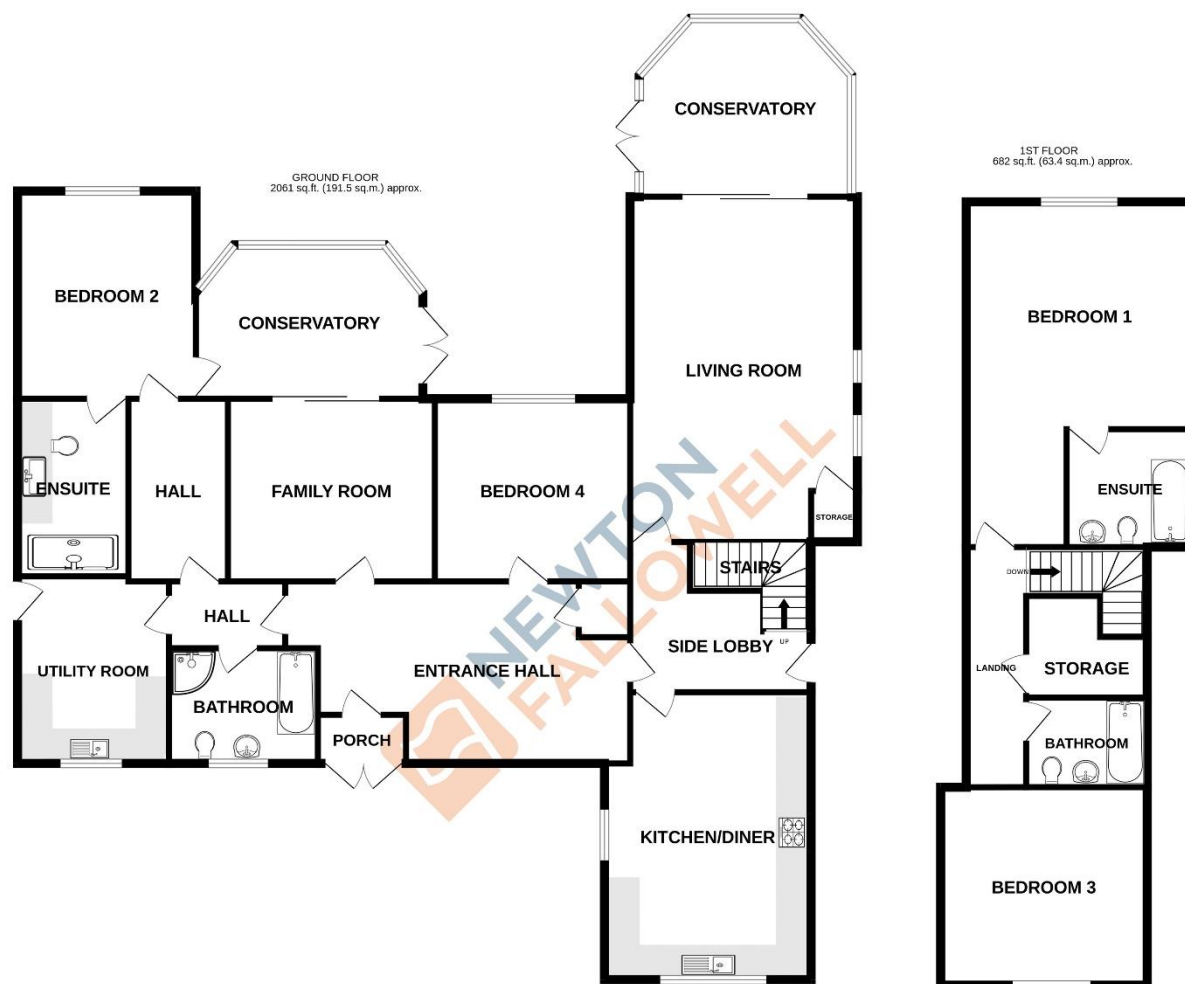 GROUND FLOOR
2061 sq.ft. (191.5 sq.m.) approx.
CONSERVATORY
BEDROOM 2
CONSERVATORY
LIVING ROOM
ENSUITE
HALL
FAMILY ROOM
BEDROOM 4
STORAGE
STAIRS
UP
HALL
SIDE LOBBY
UTILITY ROOM
ENTRANCE HALL
BATHROOM
PORCH
KITCHEN/DINER
NEWTON
FALLOWELL
1ST FLOOR
682 sq.ft. (63.4 sq.m.) approx.
BEDROOM 1
ENSUITE
DOWN
LANDING
STORAGE
BATHROOM
BEDROOM 3